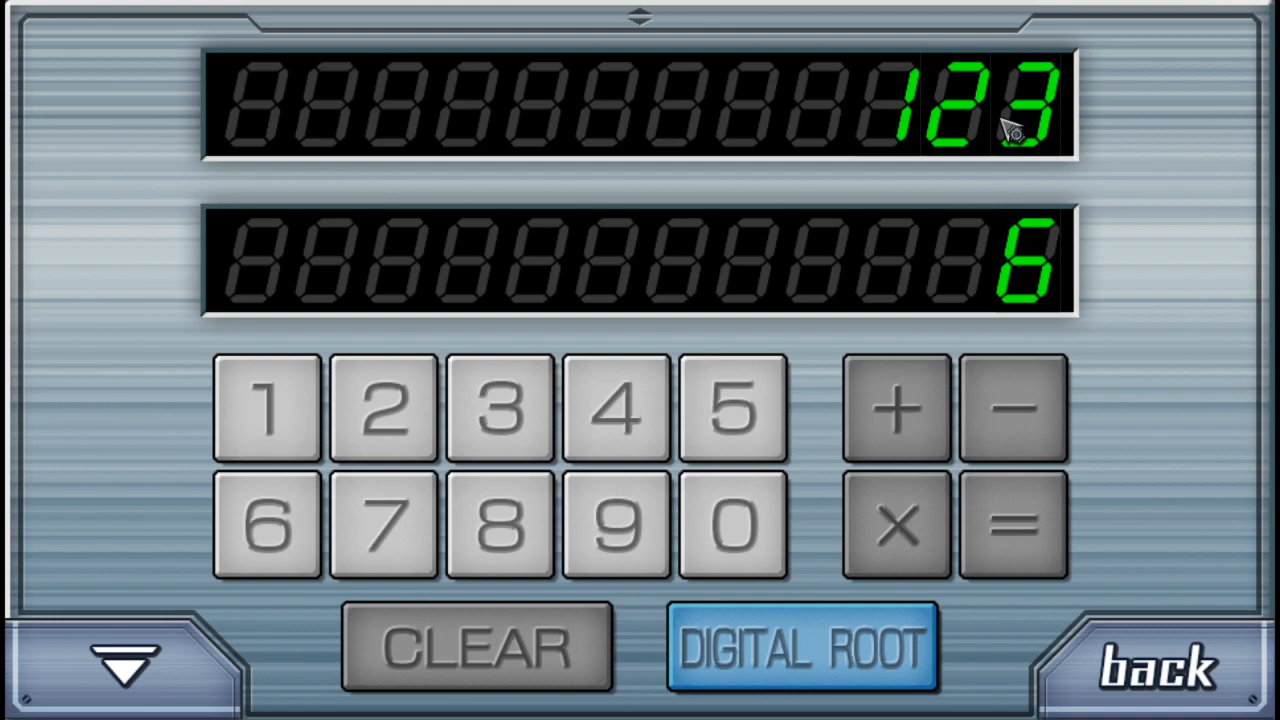 123
6
1 2 3 4 5 + −
6 7 8 9 0 × =
CLEAR DIGITAL ROOT
back